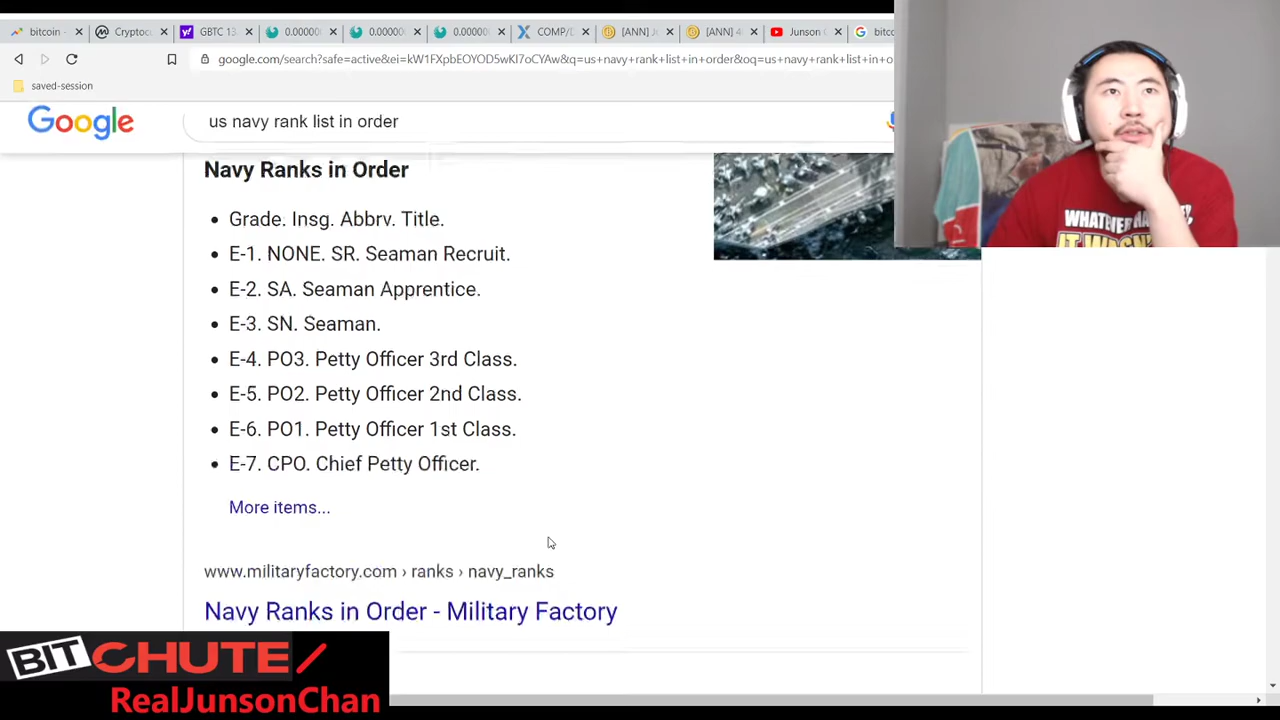 bitcoin -
Cryptoc
GBTC 13.
0.00000
0.00000
0.00000
COMP/D
[ANN] J
[ANN] 4
Junson
bitc
google.com/search?safe=active&ei=kW1FXpbEOYOD5wKI7oCYAw&q=us+navy+rank+list+in+order&oq=us+navy+rank+list+in+o
saved-session
Google
us navy rank list in order
Navy Ranks in Order
Grade. Insg. Abbrv. Title.
E-1. NONE. SR. Seaman Recruit.
E-2. SA. Seaman Apprentice.
E-3. SN. Seaman.
E-4. PO3. Petty Officer 3rd Class.
E-5. PO2. Petty Officer 2nd Class.
E-6. PO1. Petty Officer 1st Class.
E-7. CPO. Chief Petty Officer.
More items...
www.militaryfactory.com › ranks › navy_ranks
Navy Ranks in Order - Military Factory
WHATEVER
IT WASN'T
BITCHUTE/
RealJunsonChan